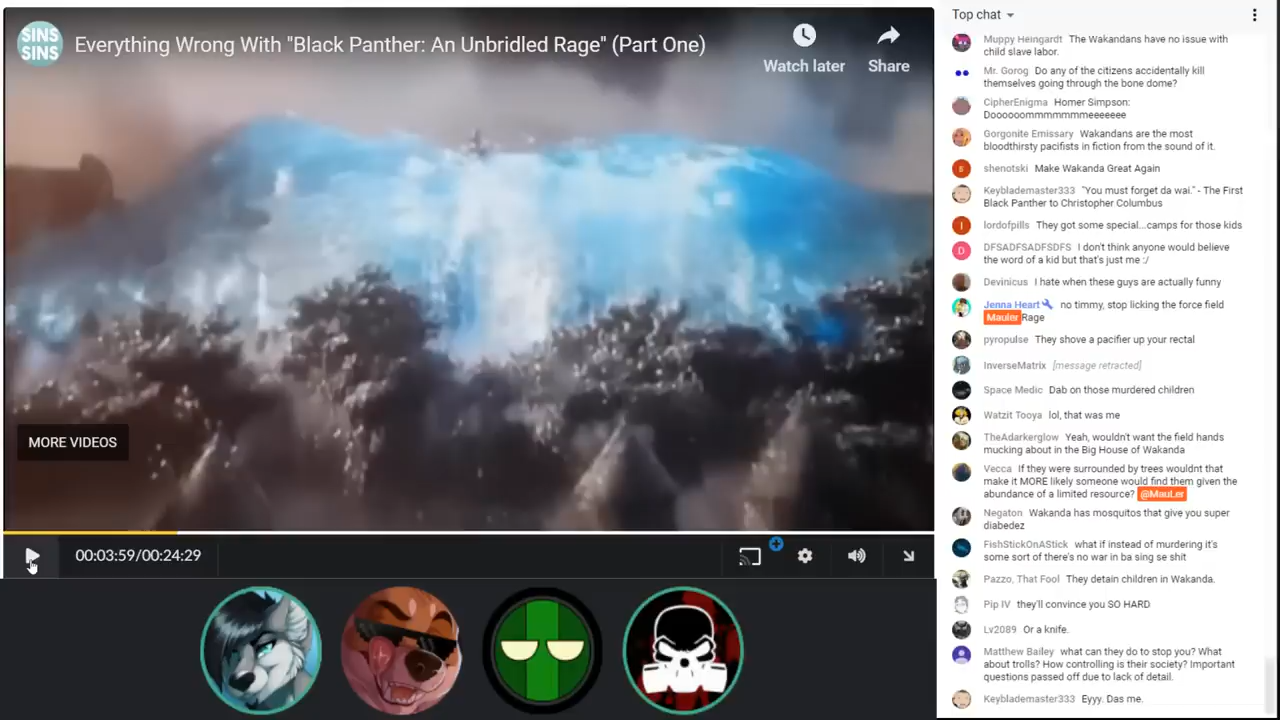 SINS
SINS
Everything Wrong With "Black Panther: An Unbridled Rage" (Part One)
Watch later
Share
MORE VIDEOS
00:03:59/00:24:29
Top chat
Muppy Heingardt The Wakandans have no issue with
child slave labor.
Mr. Gorog Do any of the citizens accidentally kill
themselves going through the bone dome?
CipherEnigma Homer Simpson:
Dooooommmmmmmeeeeeee
Gorgonite Emissary Wakandans are the most
bloodthirsty pacifists in fiction from the sound of it.
shenotski Make Wakanda Great Again
Keyblademaster333 "You must forget da wai." - The First
Black Panther to Christopher Columbus
lordofpills They got some special...camps for those kids
DFSADFSADFSDFS I don't think anyone would believe
the word of a kid but that's just me :/
Devinicus I hate when these guys are actually funny
Jenna Heart no timmy, stop licking the force field
Mauler Rage
pyropulse They shove a pacifier up your rectal
InverseMatrix [message retracted]
Space Medic Dab on those murdered children
Watzit Tooya lol, that was me
TheAdarkerglow Yeah, wouldn't want the field hands
mucking about in the Big House of Wakanda
Vecca If they were surrounded by trees wouldnt that
make it MORE likely someone would find them given the
abundance of a limited resource? @MauLer
Negaton Wakanda has mosquitos that give you super
diabedez
FishStickOnAStick what if instead of murdering it's
some sort of there's no war in ba sing se shit
Pazzo, That Fool They detain children in Wakanda.
Pip IV they'll convince you SO HARD
Lv2089 Or a knife.
Matthew Bailey what can they do to stop you? What
about trolls? How controlling is their society? Important
questions passed off due to lack of detail.
Keyblademaster333 Eyyy. Das me.